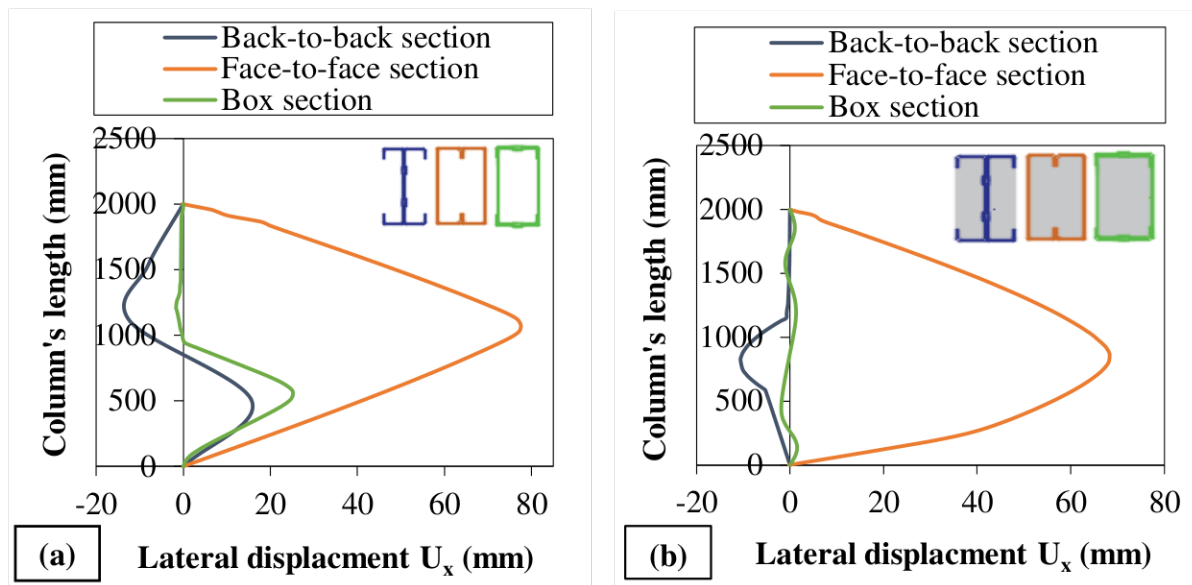 Back-to-back section
Face-to-face section
Box section
2500
2000
1500
1000
500
0
-20 0 20 40 60 80
Column's length (mm)
(a)
Lateral displacment Ux (mm)
Back-to-back section
Face-to-face section
Box section
2500
2000
1500
1000
500
0
-20 0 20 40 60 80
Column's length (mm)
(b)
Lateral displacment Ux (mm)